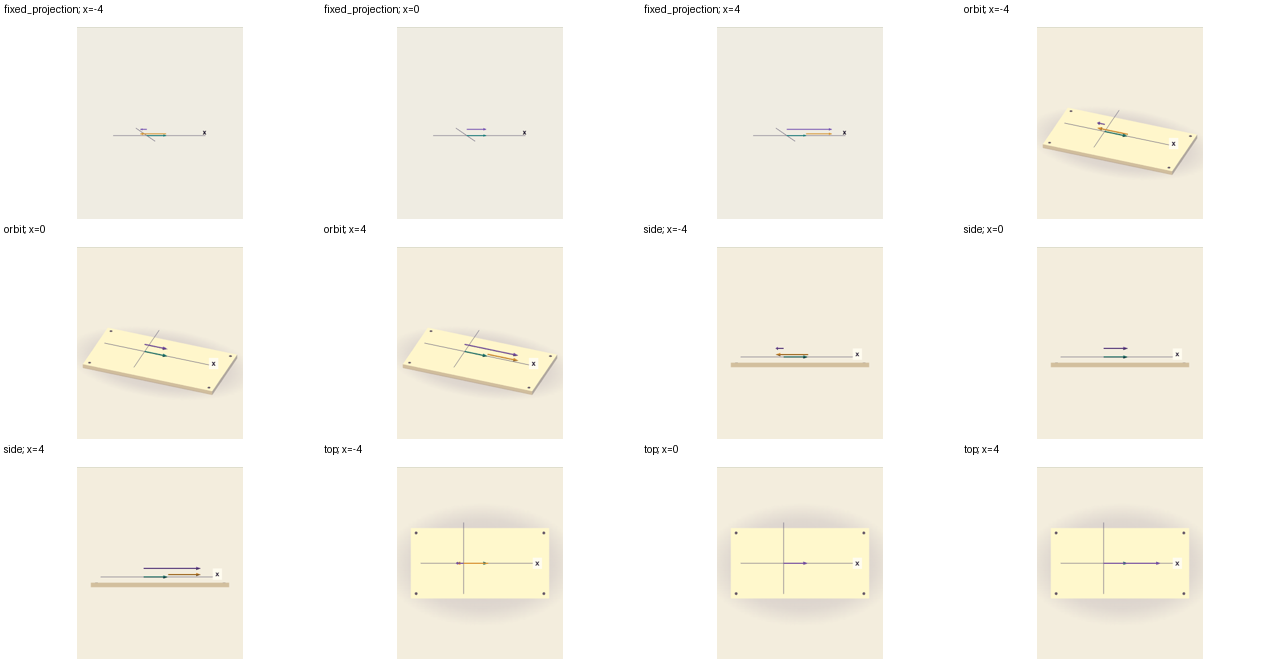 fixed_projection; x=-4
fixed_projection; x=0
fixed_projection; x=4
orbit; x=-4
x
x
x
x
orbit; x=0
orbit; x=4
side; x=-4
side; x=0
x
x
x
x
side; x=4
top; x=-4
top; x=0
top; x=4
x
x
x
x